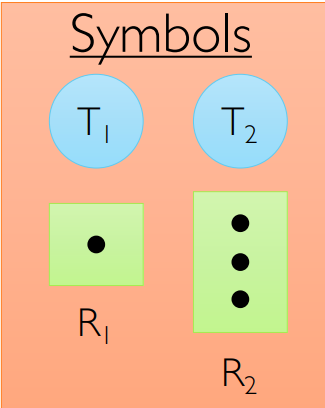 Symbols
T₁ T₂
R₁
R₂